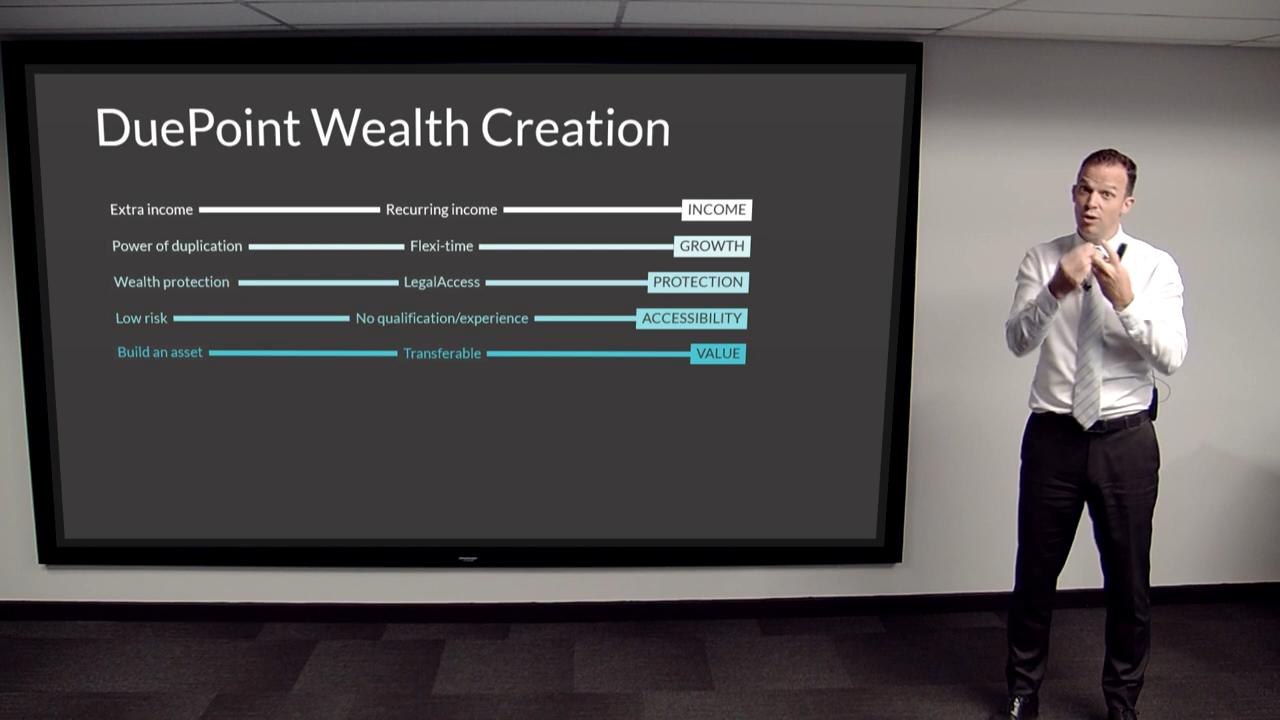 DuePoint Wealth Creation
Extra income Recurring income INCOME
Power of duplication Flexi-time GROWTH
Wealth protection LegalAccess PROTECTION
Low risk No qualification/experience ACCESSIBILITY
Build an asset Transferable VALUE